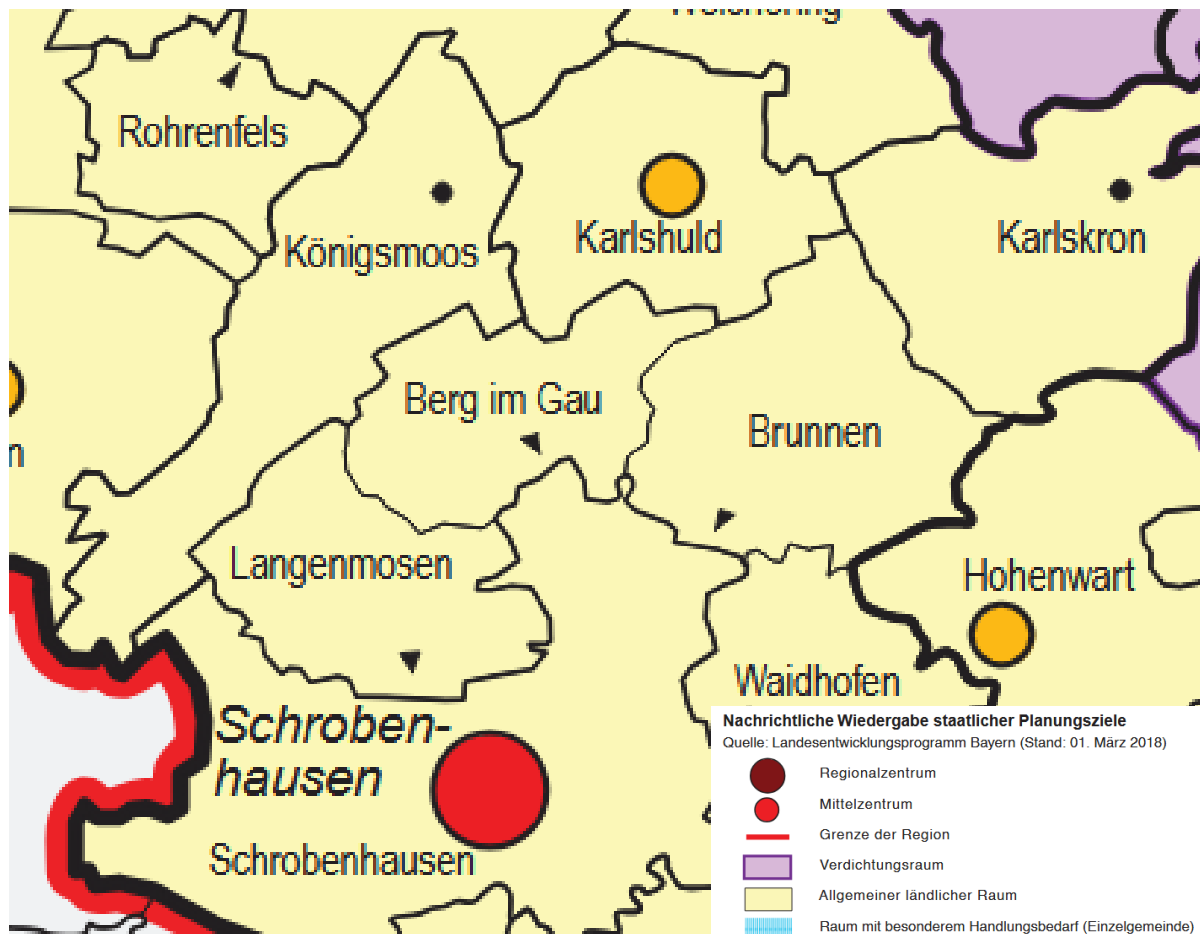 Rohrenfels
Königsmoos
Karlshuld
Karlskron
Berg im Gau
Brunnen
n
Langenmosen
Hohenwart
Waidhofen
Schroben-
hausen
Schrobenhausen
Nachrichtliche Wiedergabe staatlicher Planungsziele
Quelle: Landesentwicklungsprogramm Bayern (Stand: 01. März 2018)
Regionalzentrum
Mittelzentrum
Grenze der Region
Verdichtungsraum
Allgemeiner ländlicher Raum
Raum mit besonderem Handlungsbedarf (Einzelgemeinde)